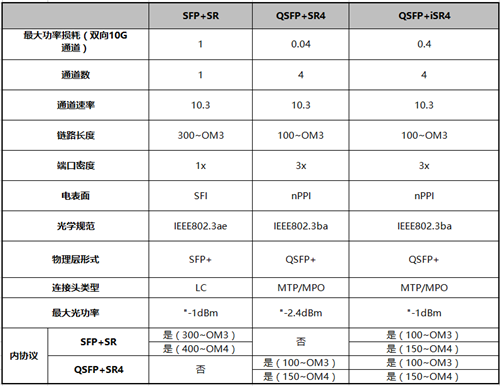 SFP+SR QSFP+SR4 QSFP+iSR4
最大功率损耗（双向10G
通道） 1 0.04 0.4
通道数 1 4 4
通道速率 10.3 10.3 10.3
链路长度 300~OM3 100~OM3 100~OM3
端口密度 1x 3x 3x
电表面 SFI nPPI nPPI
光学规范 IEEE802.3ae IEEE802.3ba IEEE802.3ba
物理层形式 SFP+ QSFP+ QSFP+
连接头类型 LC MTP/MPO MTP/MPO
最大光功率 *-1dBm *-2.4dBm *-1dBm
内协议 SFP+SR 是（300~OM3） 否 是（100~OM3）
是（400~OM4） 是（150~OM4）
QSFP+SR4 否 是（100~OM3） 是（100~OM3）
是（150~OM4） 是（150~OM4）